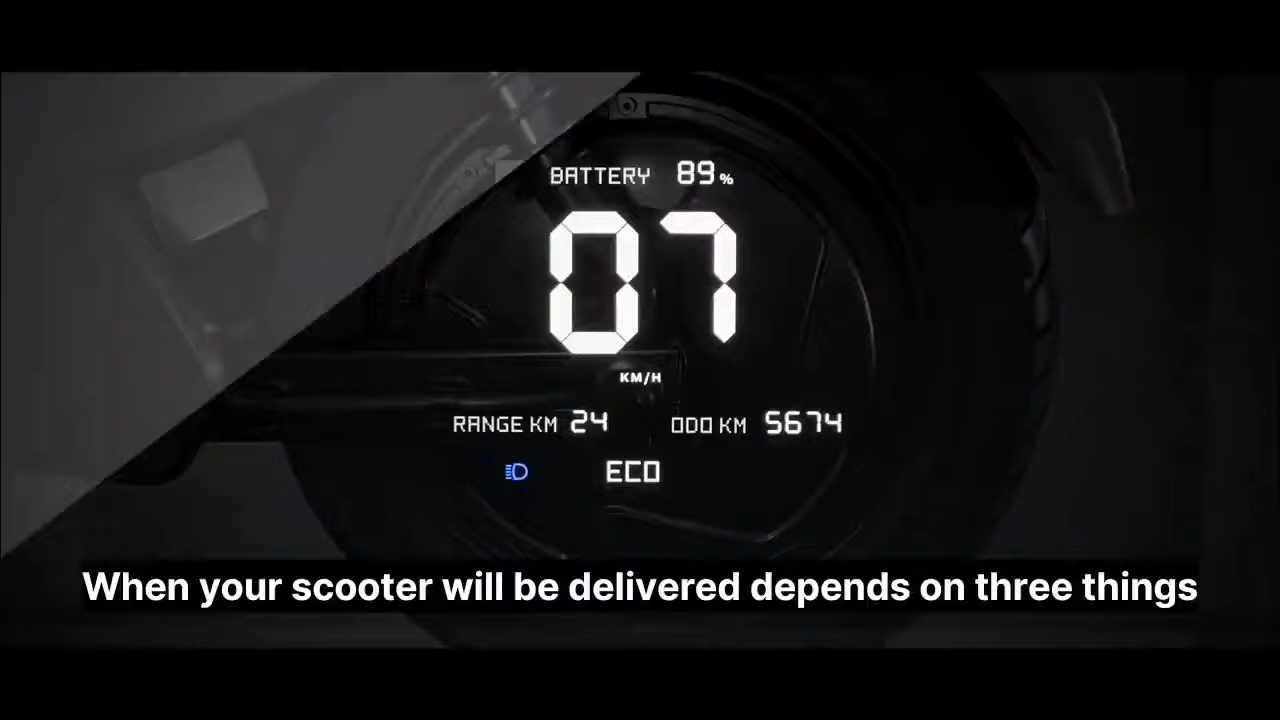 BATTERY 89%
07
KM/H
RANGE KM 24 ODO KM 5674
ECO
When your scooter will be delivered depends on three things